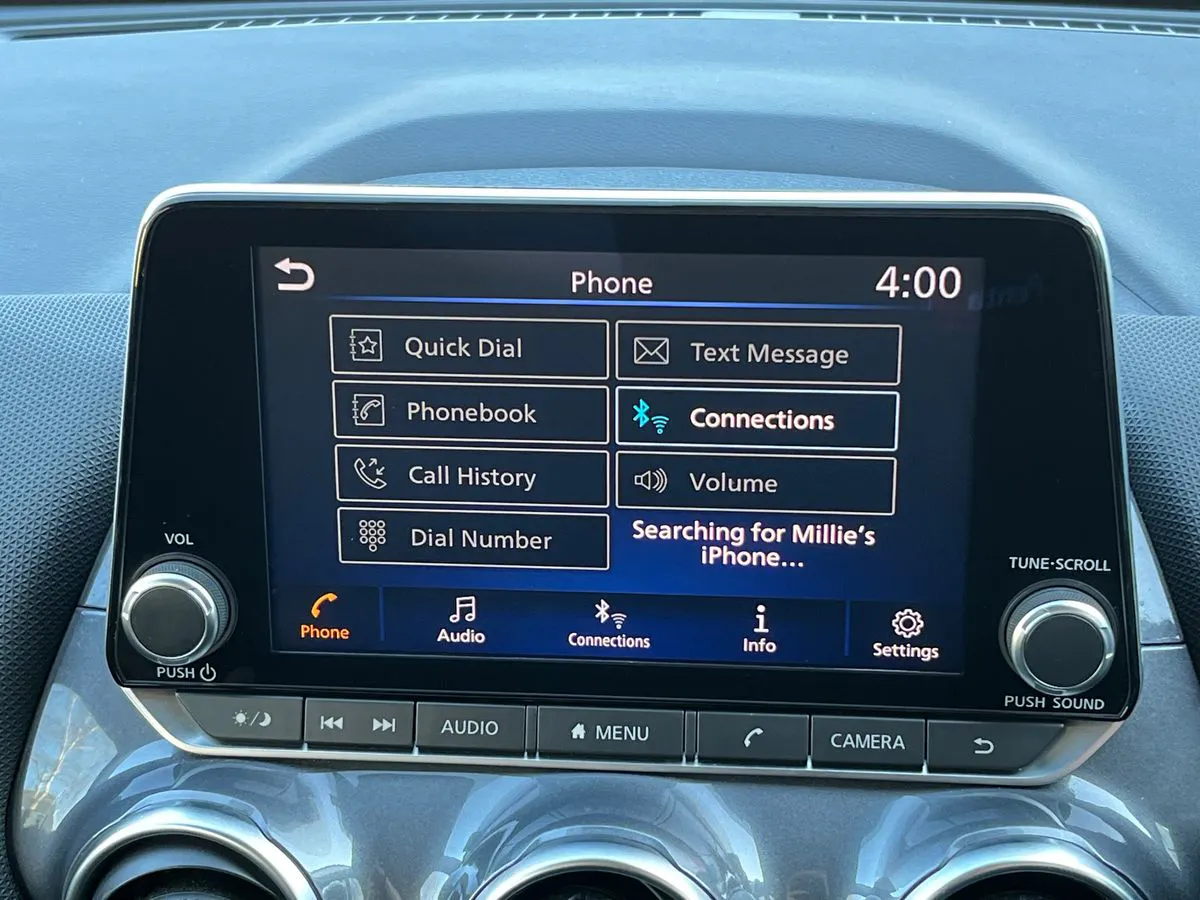 Phone
4:00
Quick Dial
Text Message
Phonebook
Connections
Call History
Volume
Dial Number
Searching for Millie's
iPhone...
Phone
Audio
Connections
Info
Settings
VOL
PUSH
TUNE·SCROLL
PUSH SOUND
AUDIO
MENU
CAMERA